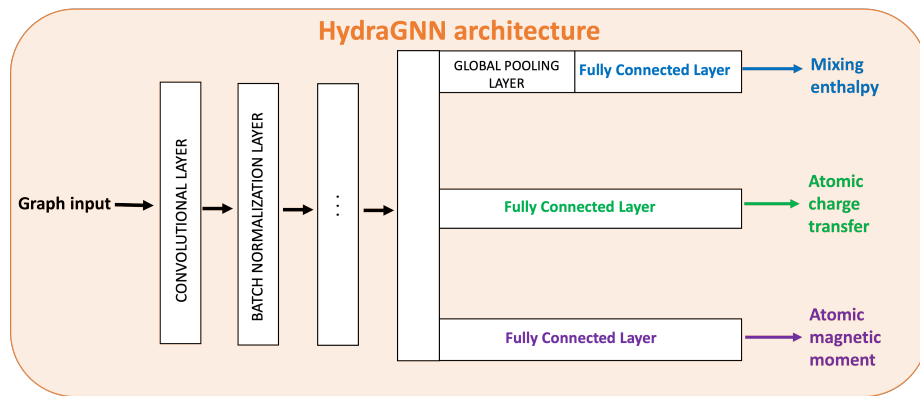 HydraGNN architecture
Graph input
CONVOLUTIONAL LAYER
BATCH NORMALIZATION LAYER
...
GLOBAL POOLING
LAYER
Fully Connected Layer
Mixing
enthalpy
Fully Connected Layer
Atomic
charge
transfer
Fully Connected Layer
Atomic
magnetic
moment